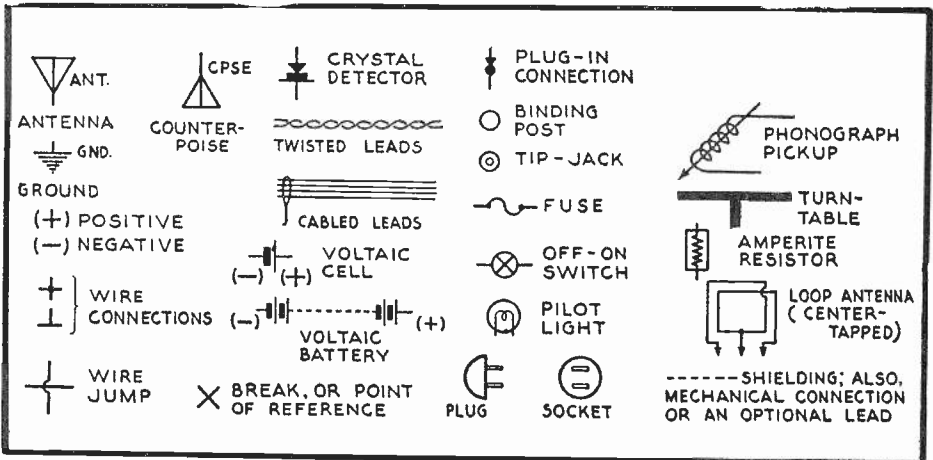 ANT.
ANTENNA
GND.
GROUND
(+) POSITIVE
(—) NEGATIVE
WIRE
CONNECTIONS
WIRE
JUMP
CPSE
COUNTER-
POISE
CRYSTAL
DETECTOR
TWISTED LEADS
CABLED LEADS
VOLTAIC
CELL
(—) (+)
(—) (+)
VOLTAIC
BATTERY
BREAK, OR POINT
OF REFERENCE
PLUG-IN
CONNECTION
BINDING
POST
TIP-JACK
FUSE
OFF-ON
SWITCH
PILOT
LIGHT
PLUG
SOCKET
PHONOGRAPH
PICKUP
TURN-
TABLE
AMPERITE
RESISTOR
LOOP ANTENNA
(CENTER-
TAPPED)
SHIELDING; ALSO,
MECHANICAL CONNECTION
OR AN OPTIONAL LEAD